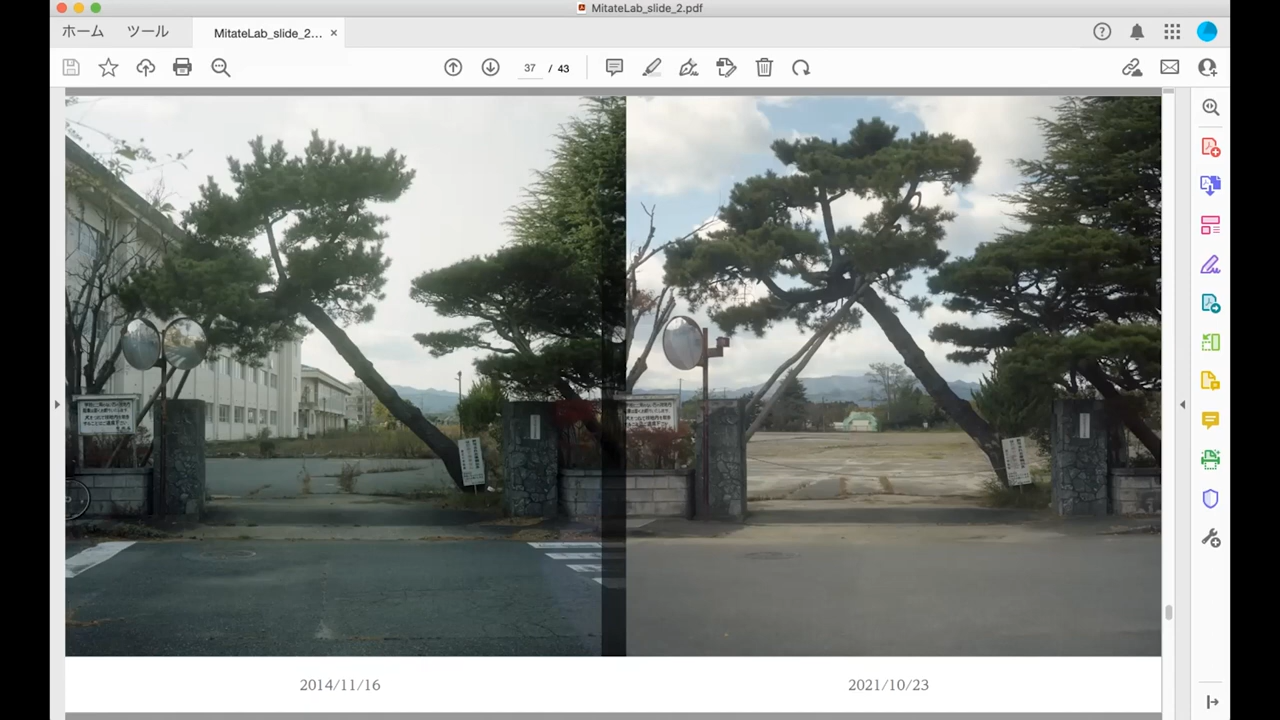 MitateLab_slide_2.pdf
ホーム ツール MitateLab_slide_2... ×
37 / 43
2014/11/16 2021/10/23